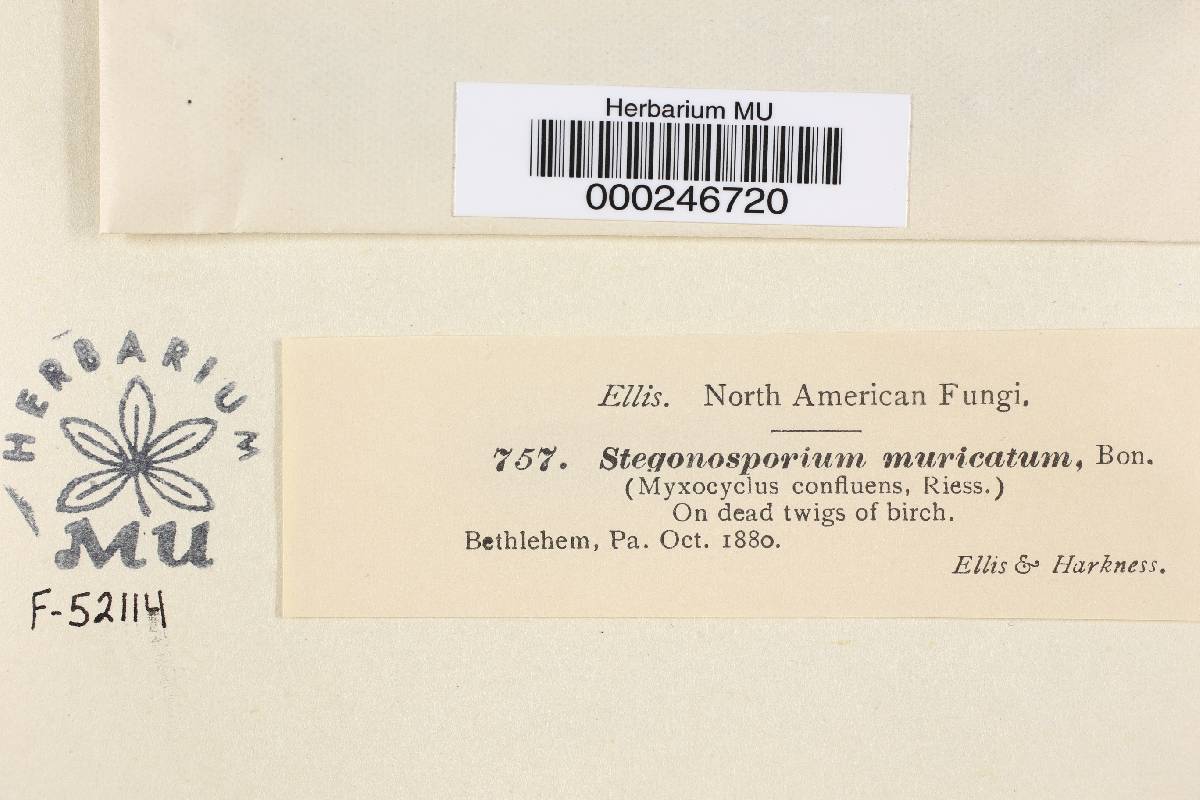 Herbarium MU
000246720
HERBARIUM
MU
F-52114
Ellis. North American Fungi.
757. Stegonosporium muricatum, Bon.
(Myxocyclus confluens, Riess.)
On dead twigs of birch.
Bethlehem, Pa. Oct. 1880.
Ellis & Harkness.